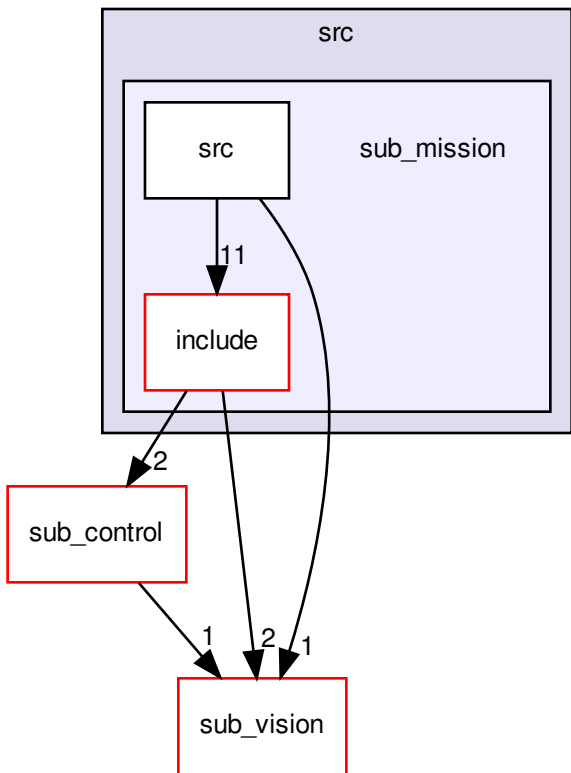 src
src
sub_mission
11
include
2
sub_control
1
2
1
sub_vision